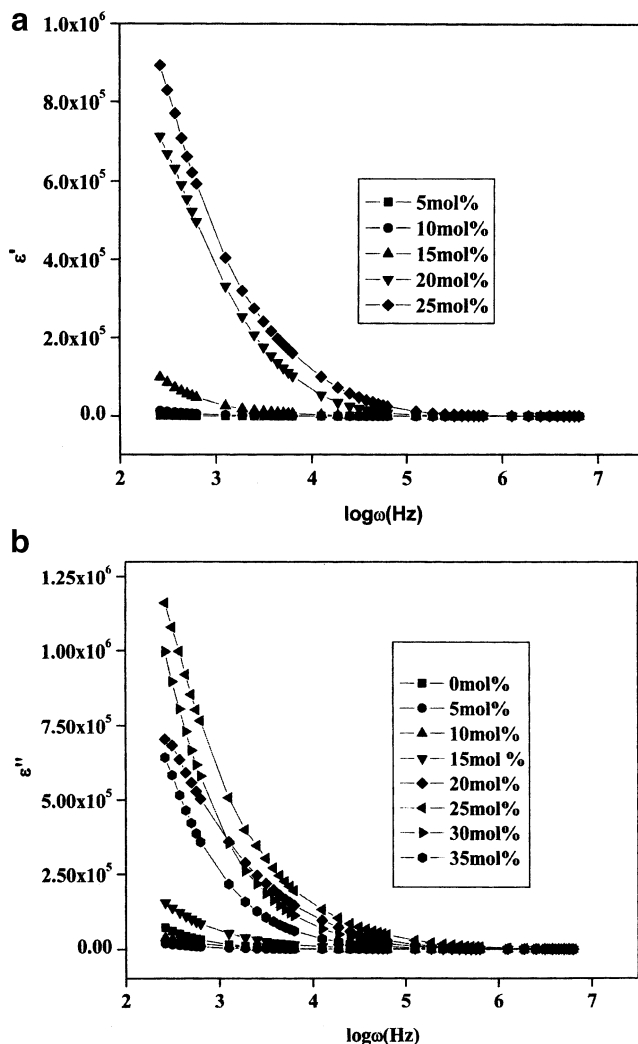 a
1.0x10⁶
8.0x10⁵
6.0x10⁵
4.0x10⁵
2.0x10⁵
0.0
ε'
5mol%
10mol%
15mol%
20mol%
25mol%
2 3 4 5 6 7
logω(Hz)
b
1.25x10⁶
1.00x10⁶
7.50x10⁵
5.00x10⁵
2.50x10⁵
0.00
ε"
0mol%
5mol%
10mol%
15mol %
20mol%
25mol%
30mol%
35mol%
2 3 4 5 6 7
logω(Hz)